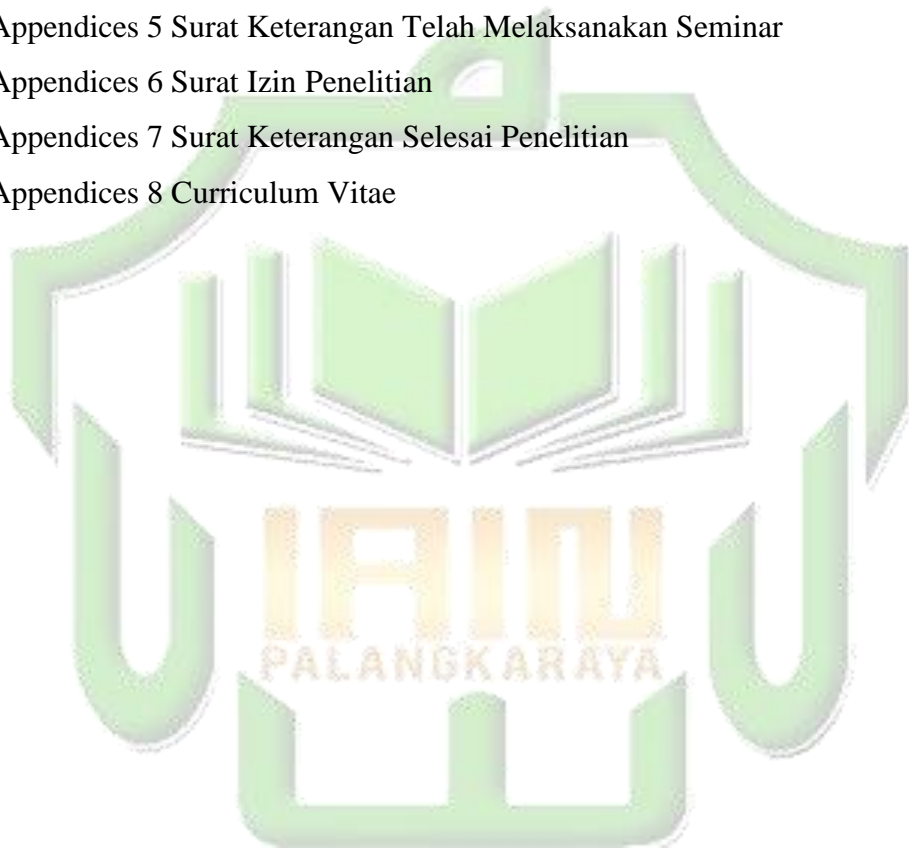 Appendices 5 Surat Keterangan Telah Melaksanakan Seminar
Appendices 6 Surat Izin Penelitian
Appendices 7 Surat Keterangan Selesai Penelitian
Appendices 8 Curriculum Vitae
IAIN
PALANGKARAYA